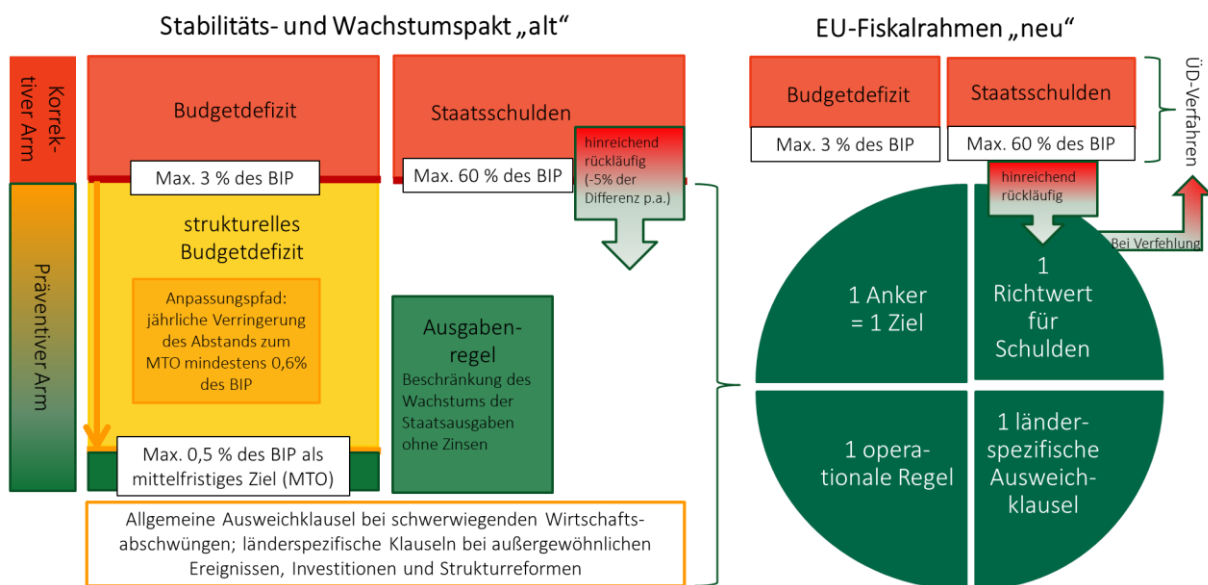 Stabilitäts- und Wachstumspakt „alt“
EU-Fiskalrahmen „neu“
Korrek-
tiver Arm
Präventiver Arm
Budgetdefizit
Max. 3 % des BIP
strukturelles
Budgetdefizit
Anpassungspfad:
jährliche Verringerung
des Abstands zum
MTO mindestens 0,6%
des BIP
Max. 0,5 % des BIP als
mittelfristiges Ziel (MTO)
Staatsschulden
Max. 60 % des BIP
hinreichend
rückläufig
(-5% der
Differenz p.a.)
Ausgaben-
regel
Beschränkung des
Wachstums der
Staatsausgaben
ohne Zinsen
Allgemeine Ausweichklausel bei schwerwiegenden Wirtschafts-
abschwüngen; länderspezifische Klauseln bei außergewöhnlichen
Ereignissen, Investitionen und Strukturreformen
Budgetdefizit
Max. 3 % des BIP
Staatsschulden
Max. 60 % des BIP
ÜD-Verfahren
hinreichend
rückläufig
Bei Verfehlung
1 Anker
= 1 Ziel
1
Richtwert
für
Schulden
1 opera-
tionale Regel
1 länder-
spezifische
Ausweich-
klausel